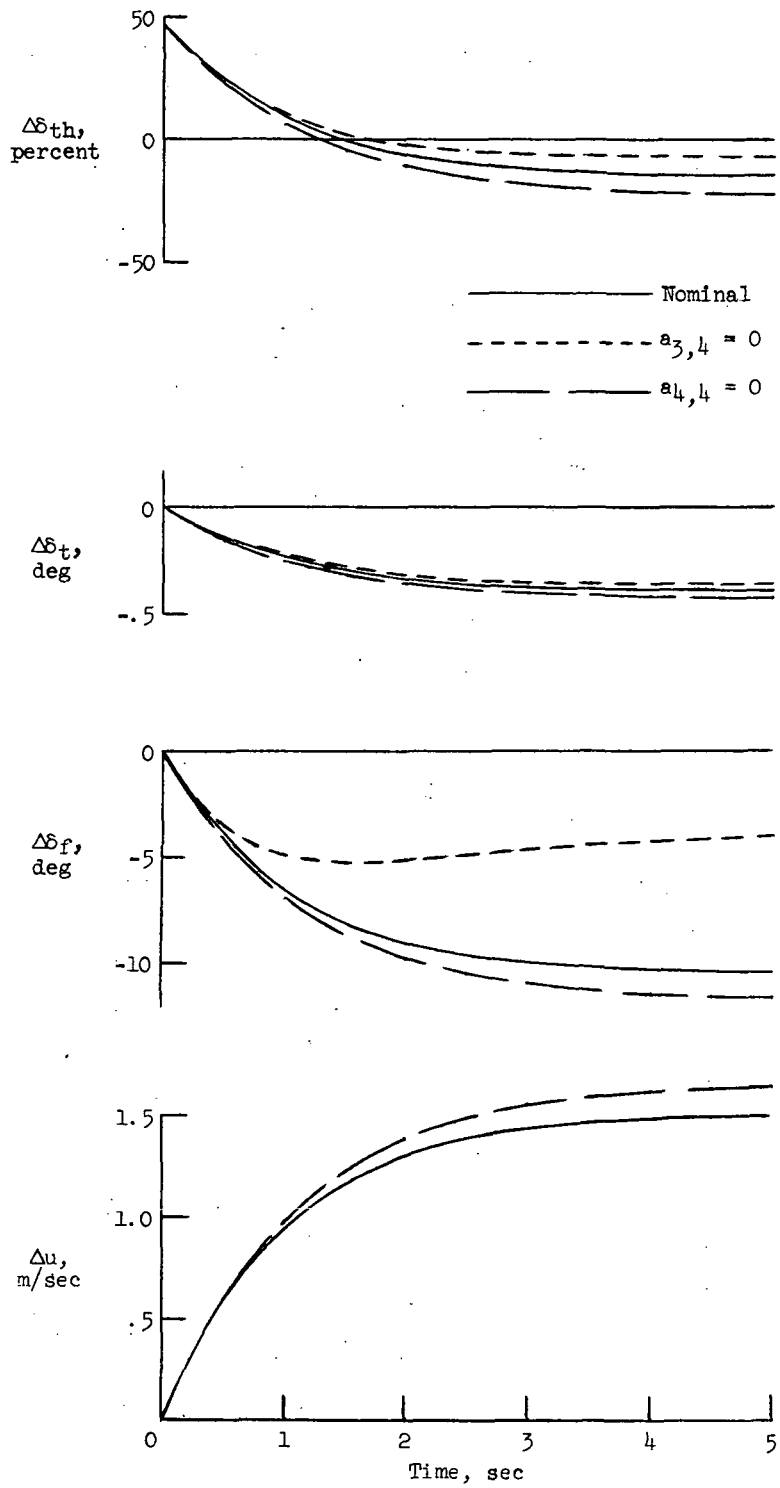 50
Δδth,
percent
0
-50
Nominal
a3,4 = 0
a4,4 = 0
0
Δδt,
deg
-.5
0
Δδf,
deg
-5
-10
1.5
1.0
Δu,
m/sec
.5
0 1 2 3 4 5
Time, sec